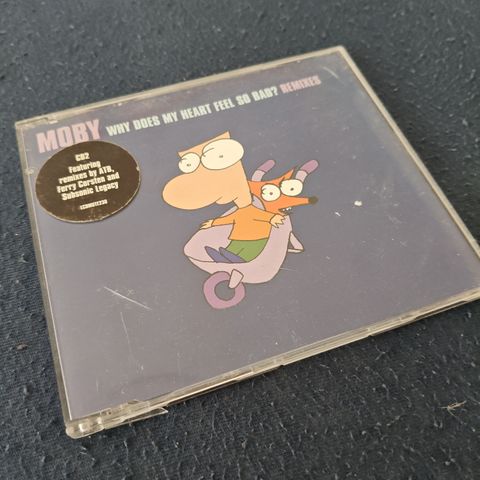 MOBY WHY DOES MY HEART FEEL SO BAD? REMIXES
CD2
Featuring
remixes by ATB,
Ferry Corsten and
Subsonic Legacy